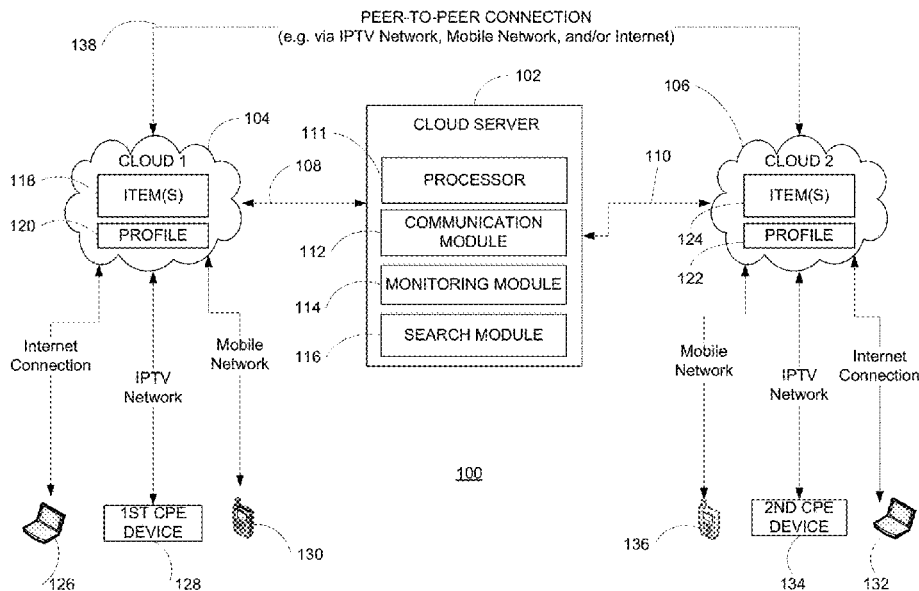 PEER-TO-PEER CONNECTION
(e.g. via IPTV Network, Mobile Network, and/or Internet)
138
102
104
106
CLOUD SERVER
111
CLOUD 1
108
110
CLOUD 2
118
ITEM(S)
PROCESSOR
ITEM(S)
120
PROFILE
COMMUNICATION
MODULE
112
124
PROFILE
122
MONITORING MODULE
114
SEARCH MODULE
116
Internet
Connection
Mobile
Network
IPTV
Network
Mobile
Network
IPTV
Network
Internet
Connection
100
1ST CPE
DEVICE
2ND CPE
DEVICE
126
128
130
136
134
132